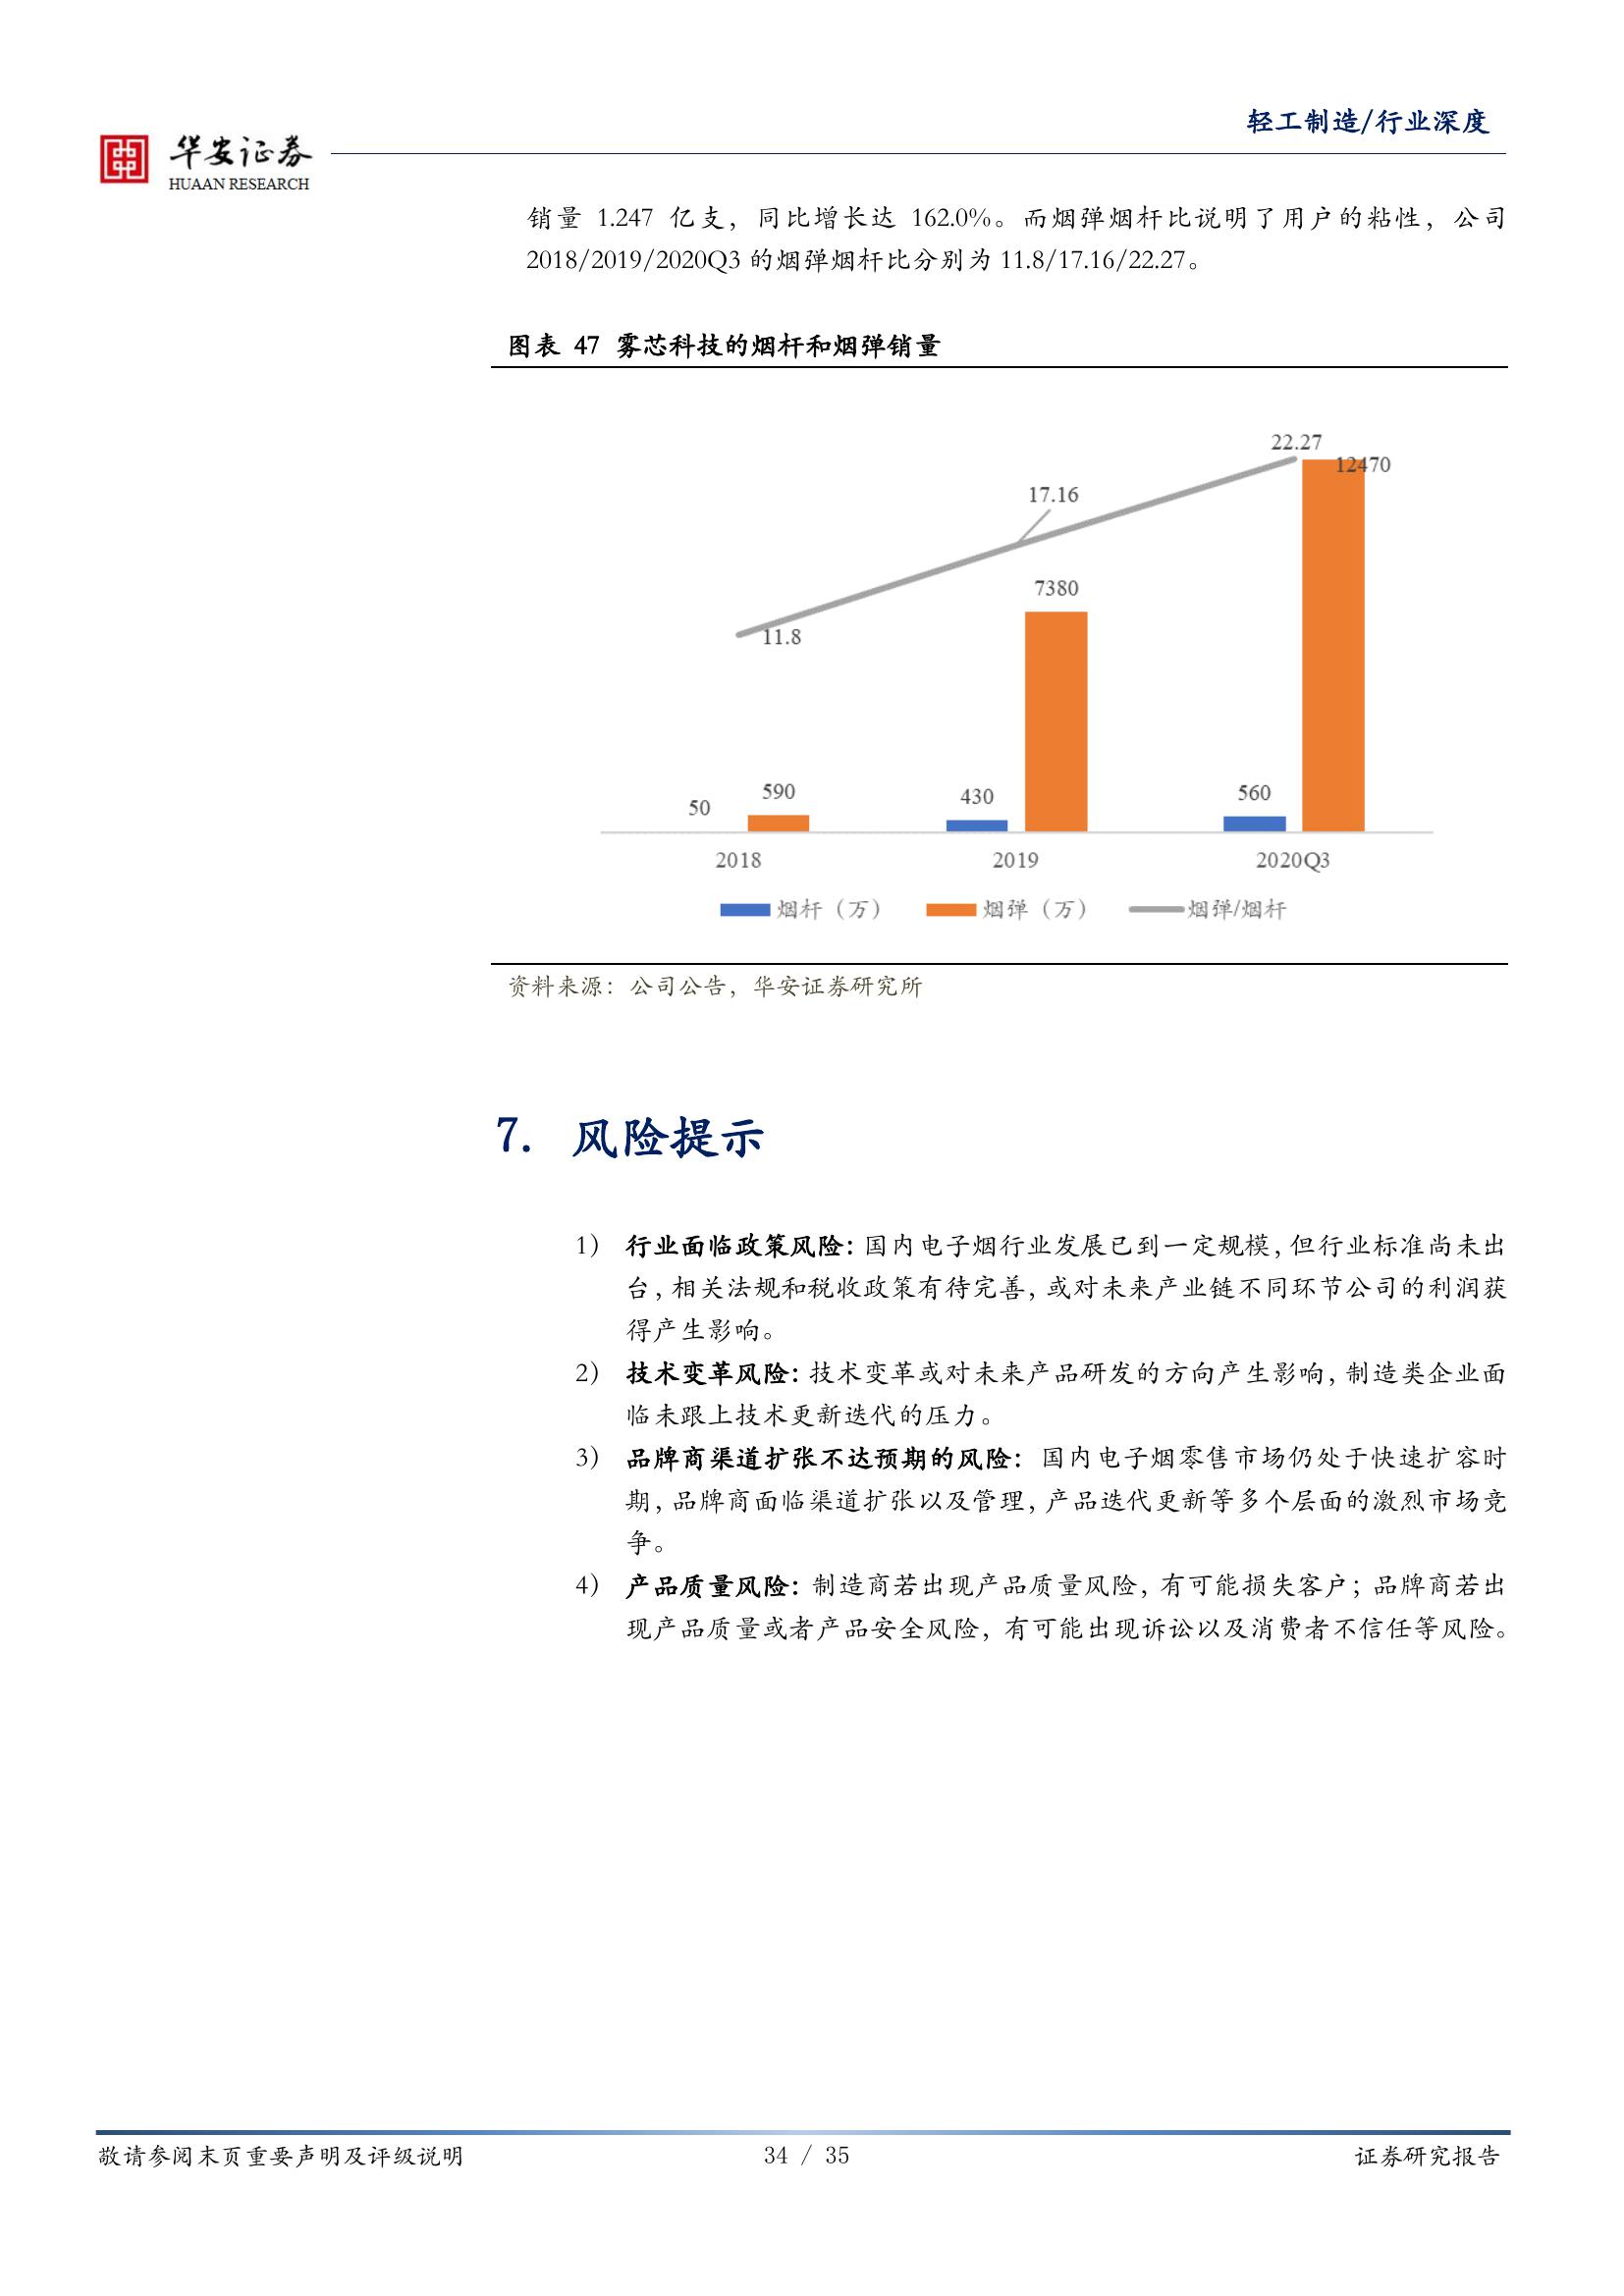 轻工制造/行业深度
华安证券
HUAAN RESEARCH
销量 1.247 亿支，同比增长达 162.0%。而烟弹烟杆比说明了用户的粘性，公司
2018/2019/2020Q3 的烟弹烟杆比分别为 11.8/17.16/22.27。
图表 47 雾芯科技的烟杆和烟弹销量
22.27
12470
17.16
7380
11.8
50
590
430
560
2018
2019
2020Q3
烟杆（万）
烟弹（万）
烟弹/烟杆
资料来源：公司公告，华安证券研究所
7. 风险提示
1) 行业面临政策风险：国内电子烟行业发展已到一定规模，但行业标准尚未出
台，相关法规和税收政策有待完善，或对未来产业链不同环节公司的利润获
得产生影响。
2) 技术变革风险：技术变革或对未来产品研发的方向产生影响，制造类企业面
临未跟上技术更新迭代的压力。
3) 品牌商渠道扩张不达预期的风险：国内电子烟零售市场仍处于快速扩容时
期，品牌商面临渠道扩张以及管理，产品迭代更新等多个层面的激烈市场竞
争。
4) 产品质量风险：制造商若出现产品质量风险，有可能损失客户；品牌商若出
现产品质量或者产品安全风险，有可能出现诉讼以及消费者不信任等风险。
敬请参阅末页重要声明及评级说明
34 / 35
证券研究报告